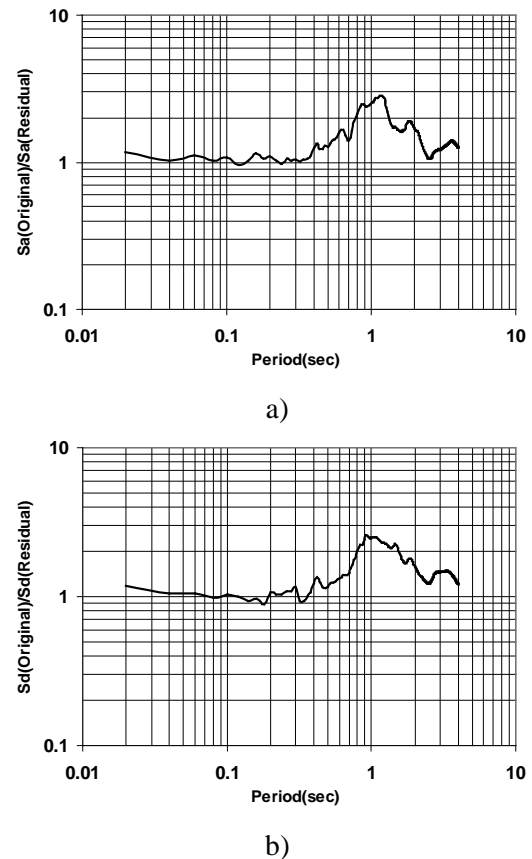 10
Sa(Original)/Sa(Residual)
1
0.1
0.01 0.1 1 10
Period(sec)
a)
10
Sd(Original)/Sd(Residual)
1
0.1
0.01 0.1 1 10
Period(sec)
b)